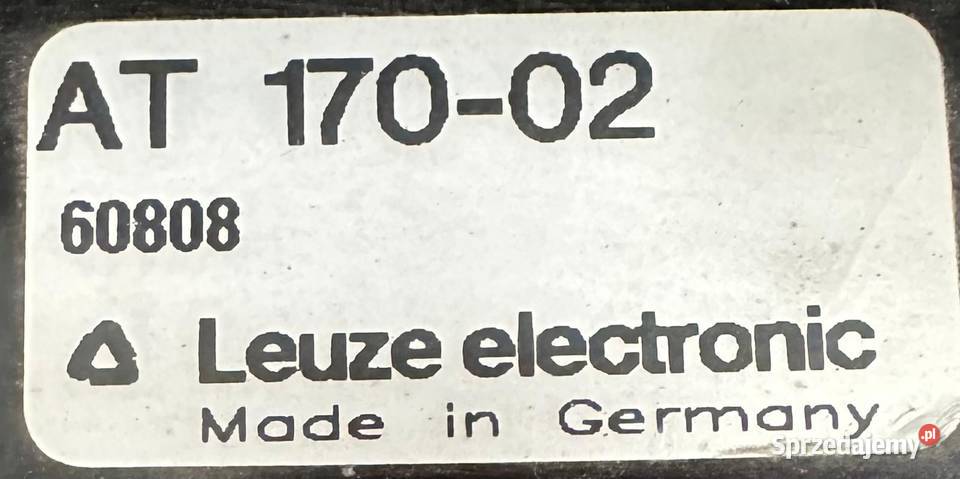 AT 170-02
60808
Leuze electronic
Made in Germany
Sprzedajemy.pl